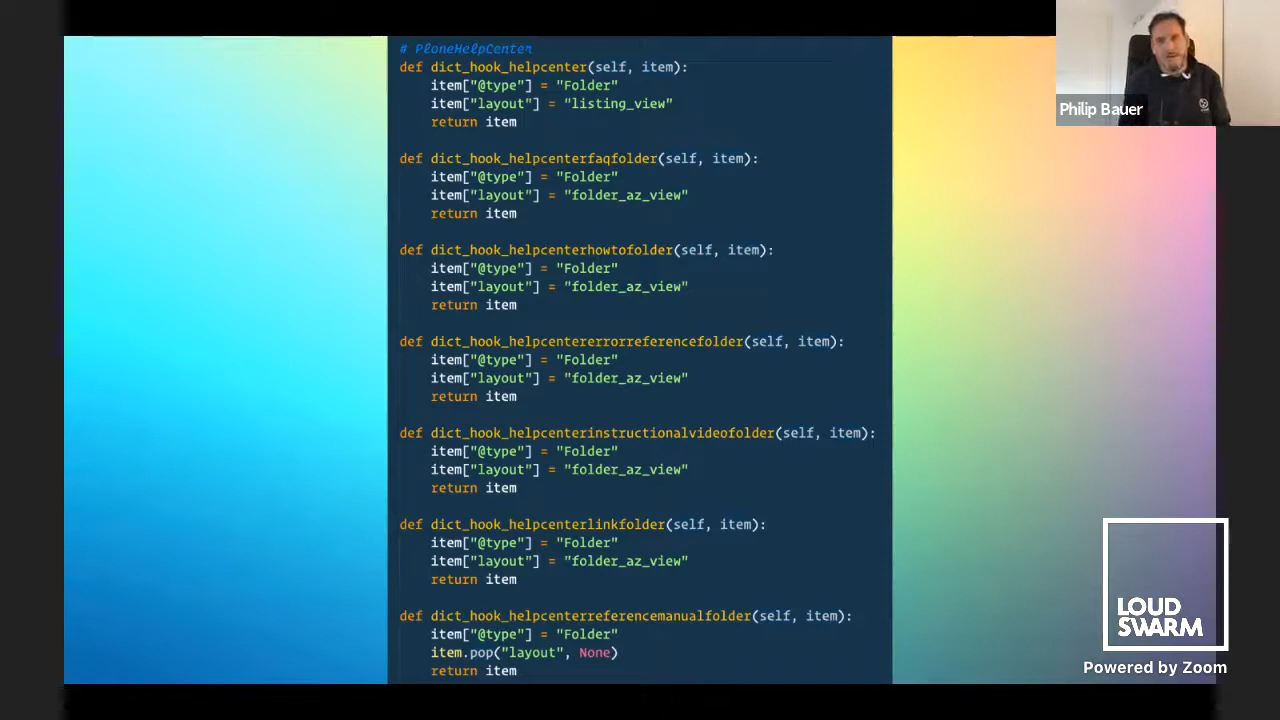 # PloneHelpCenter
def dict_hook_helpcenter(self, item):
    item["@type"] = "Folder"
    item["layout"] = "listing_view"
    return item

def dict_hook_helpcenterfaqfolder(self, item):
    item["@type"] = "Folder"
    item["layout"] = "folder_az_view"
    return item

def dict_hook_helpcenterhowtofolder(self, item):
    item["@type"] = "Folder"
    item["layout"] = "folder_az_view"
    return item

def dict_hook_helpcentererrorreferencefolder(self, item):
    item["@type"] = "Folder"
    item["layout"] = "folder_az_view"
    return item

def dict_hook_helpcenterinstructionalvideofolder(self, item):
    item["@type"] = "Folder"
    item["layout"] = "folder_az_view"
    return item

def dict_hook_helpcenterlinkfolder(self, item):
    item["@type"] = "Folder"
    item["layout"] = "folder_az_view"
    return item

def dict_hook_helpcenterreferencemanualfolder(self, item):
    item["@type"] = "Folder"
    item.pop("layout", None)
    return item
Philip Bauer
LOUD
SWARM
Powered by Zoom